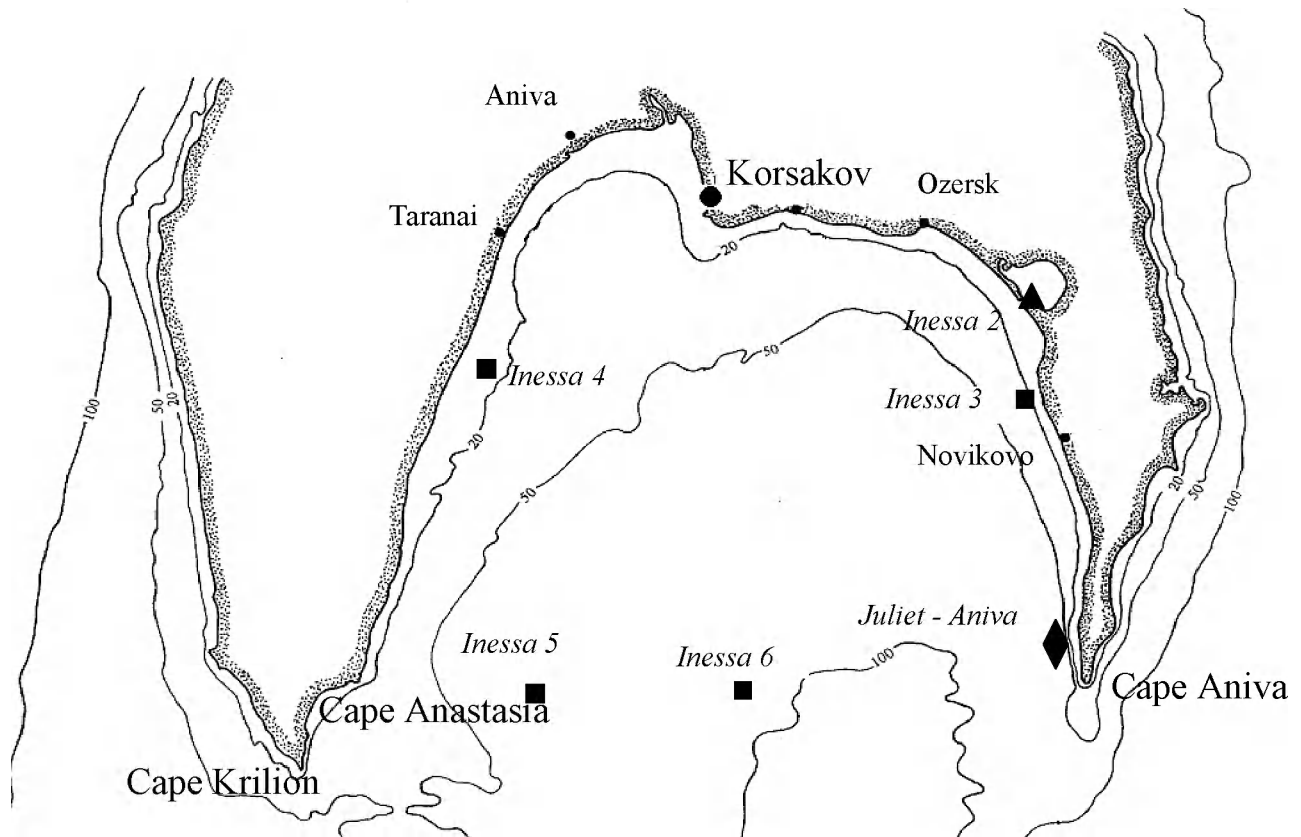 Aniva
Korsakov
Ozersk
Taranai
20
Inessa 2
50
Inessa 4
Inessa 3
100
50
20
20
Novikovo
50
20
50
100
Juliet - Aniva
Inessa 5
Inessa 6
100
Cape Aniva
Cape Anastasia
Cape Krilion